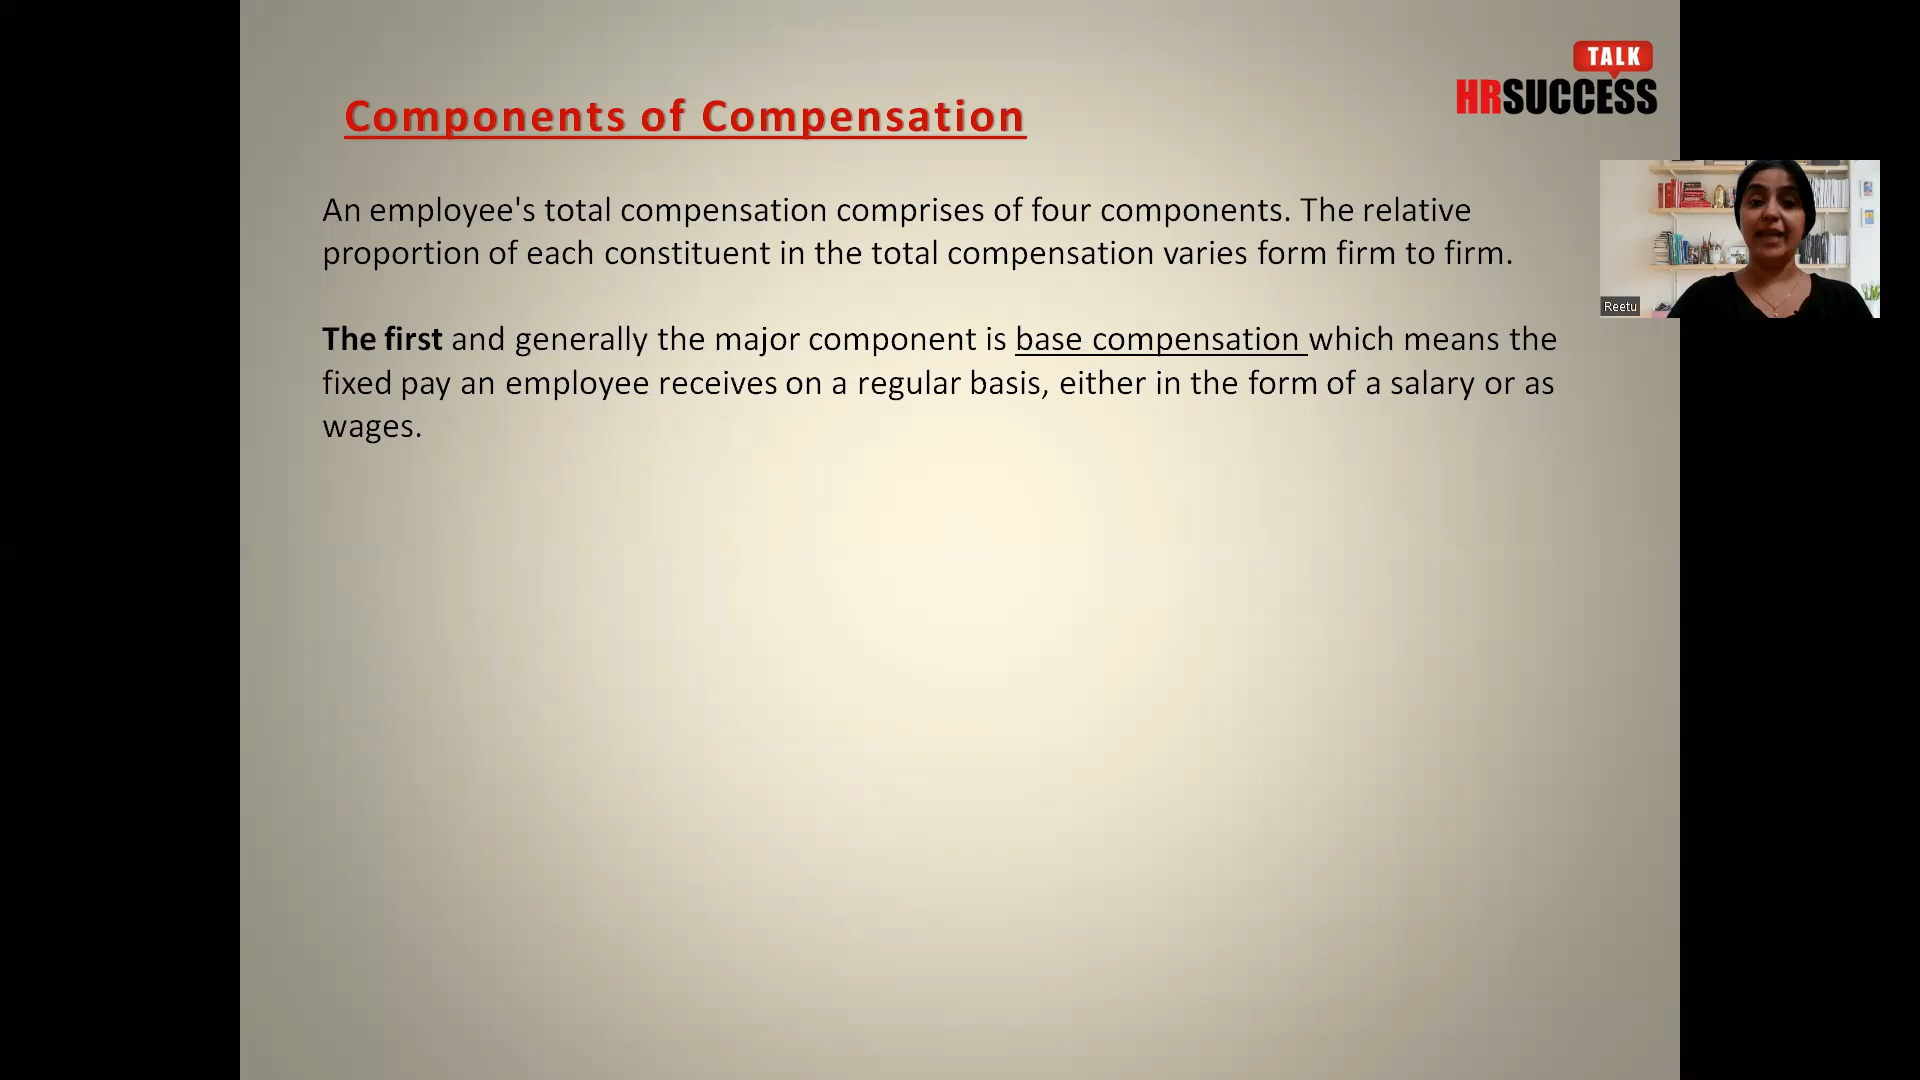 TALK
HRSUCCESS
Components of Compensation
An employee's total compensation comprises of four components. The relative
proportion of each constituent in the total compensation varies form firm to firm.
The first and generally the major component is base compensation which means the
fixed pay an employee receives on a regular basis, either in the form of a salary or as
wages.
Reetu